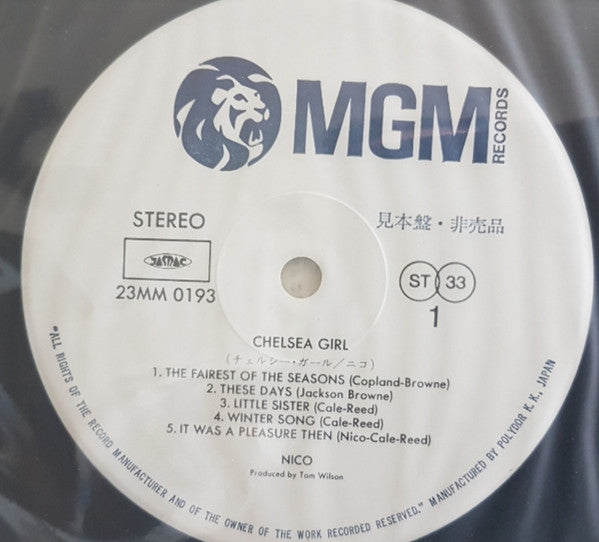 MGM
RECORDS
STEREO
見本盤・非売品
JASRAC
23MM 0193
ST 33
1
CHELSEA GIRL
(チェルシー・ガール/ニコ)
1. THE FAIREST OF THE SEASONS (Copland-Browne)
2. THESE DAYS (Jackson Browne)
3. LITTLE SISTER (Cale-Reed)
4. WINTER SONG (Cale-Reed)
5. IT WAS A PLEASURE THEN (Nico-Cale-Reed)
NICO
Produced by Tom Wilson
"ALL RIGHTS OF THE RECORD MANUFACTURER AND OF THE OWNER OF THE WORK RECORDED RESERVED." MANUFACTURED BY POLYDOR K. K., JAPAN